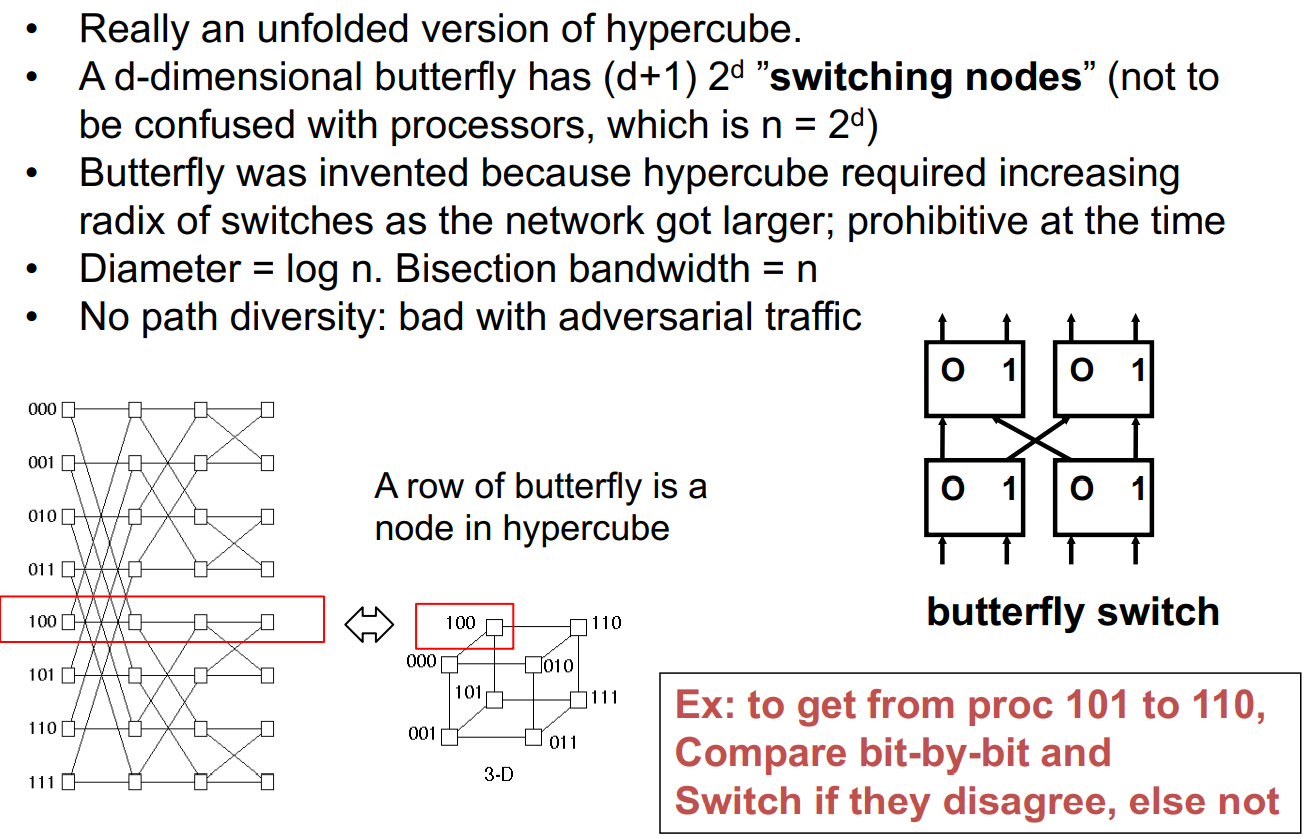 • Really an unfolded version of hypercube.
• A d-dimensional butterfly has (d+1) 2ᵈ ”switching nodes” (not to
be confused with processors, which is n = 2ᵈ)
• Butterfly was invented because hypercube required increasing
radix of switches as the network got larger; prohibitive at the time
• Diameter = log n. Bisection bandwidth = n
• No path diversity: bad with adversarial traffic
000
001
010
011
100
101
110
111
A row of butterfly is a
node in hypercube
100
110
000
010
101
111
001
011
3-D
O 1 O 1
O 1 O 1
butterfly switch
Ex: to get from proc 101 to 110,
Compare bit-by-bit and
Switch if they disagree, else not